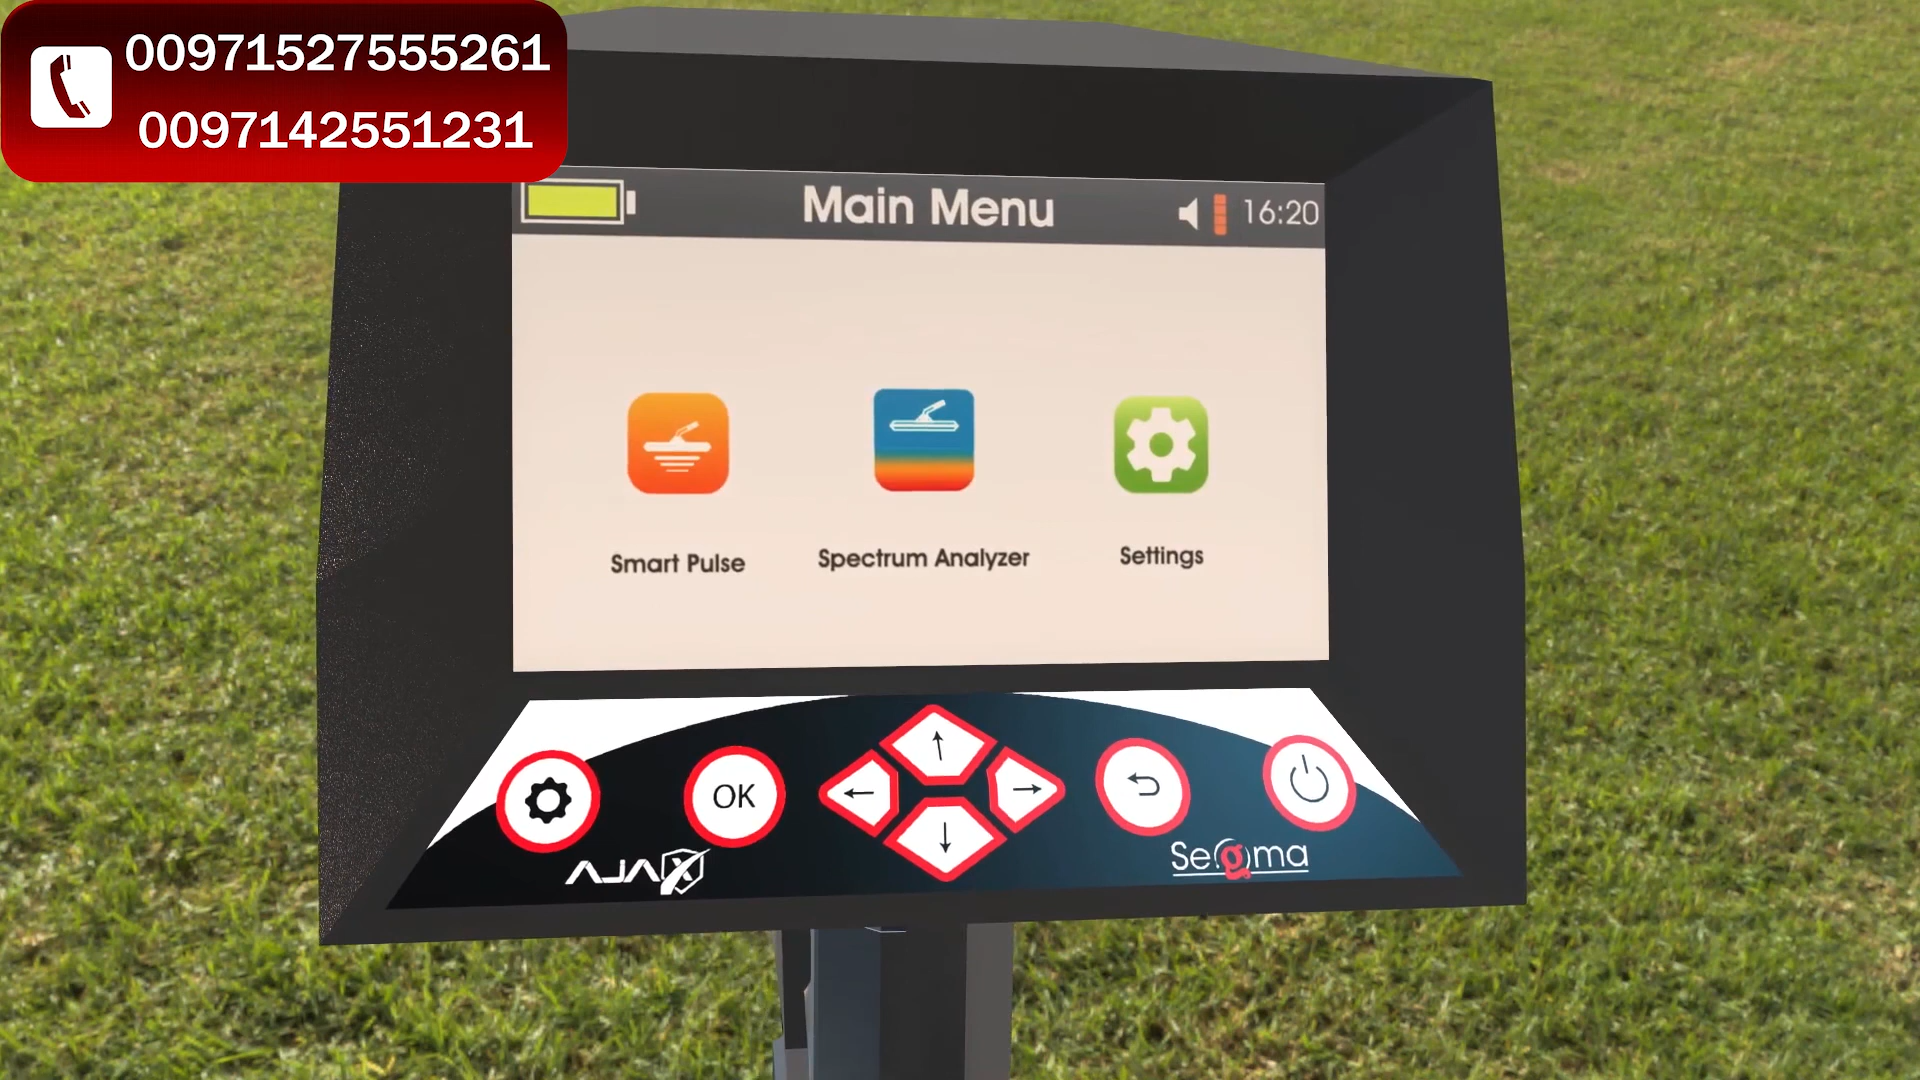 00971527555261
0097142551231
Main Menu
16:20
Smart Pulse
Spectrum Analyzer
Settings
OK
AJAX
Segma